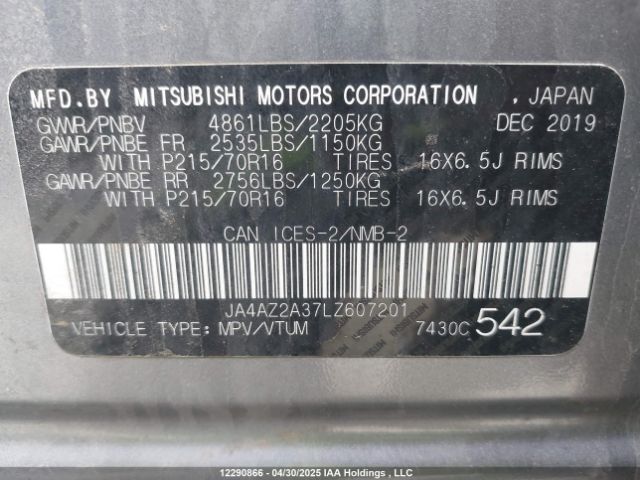 MFD.BY MITSUBISHI MOTORS CORPORATION , JAPAN
GVWR/PNBV 4861LBS/2205KG DEC 2019
GAWR/PNBE FR 2535LBS/1150KG
WITH P215/70R16 TIRES 16X6.5J RIMS
GAWR/PNBE RR 2756LBS/1250KG
WITH P215/70R16 TIRES 16X6.5J RIMS
CAN ICES-2/NMB-2
JA4AZ2A37LZ607201
VEHICLE TYPE: MPV/VTUM 7430C 542
12290866 - 04/30/2025 IAA Holdings , LLC